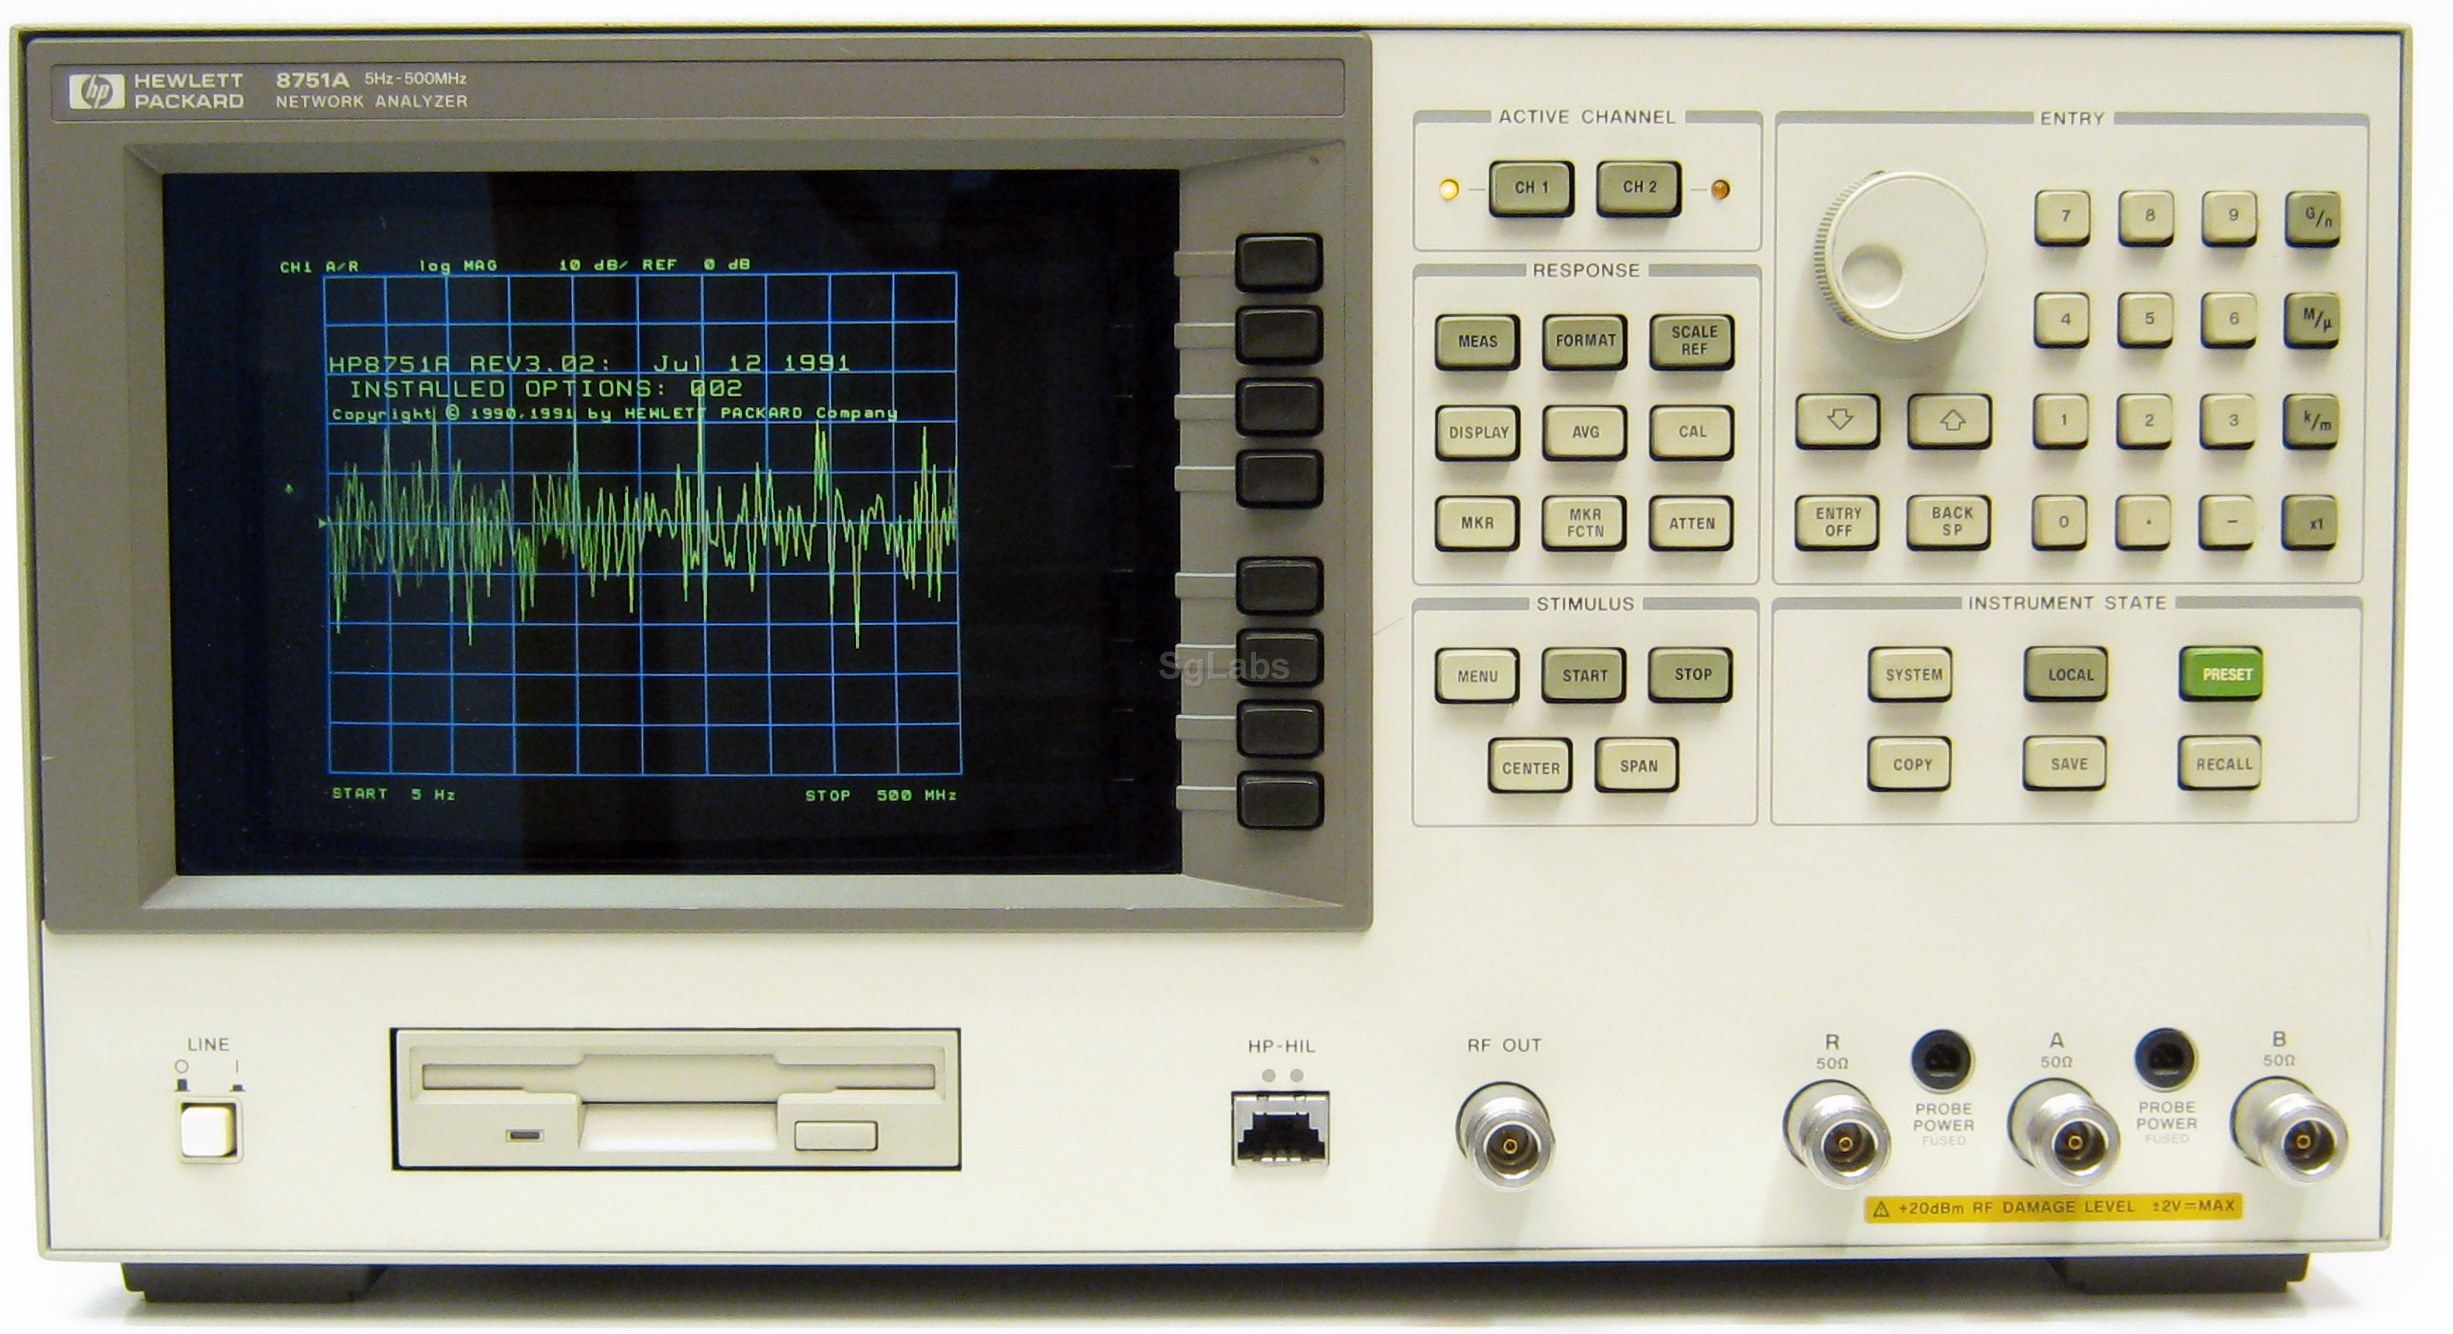 hp HEWLETT PACKARD 8751A 5Hz-500MHz NETWORK ANALYZER
CH1 A/R log MAG 10 dB/ REF 0 dB
HP8751A REV3.02: Jul 12 1991
INSTALLED OPTIONS: 002
Copyright © 1990,1991 by HEWLETT PACKARD Company
START 5 Hz STOP 500 MHz
SgLabs
ACTIVE CHANNEL
CH 1 CH 2
RESPONSE
MEAS FORMAT SCALE REF
DISPLAY AVG CAL
MKR MKR FCTN ATTEN
STIMULUS
MENU START STOP
CENTER SPAN
ENTRY
7 8 9 G/n
4 5 6 M/μ
1 2 3 k/m
ENTRY OFF BACK SP 0 . - x1
INSTRUMENT STATE
SYSTEM LOCAL PRESET
COPY SAVE RECALL
LINE
O I
HP-HIL
RF OUT
R 50Ω
PROBE POWER FUSED
A 50Ω
PROBE POWER FUSED
B 50Ω
+20dBm RF DAMAGE LEVEL ±2V⎓MAX